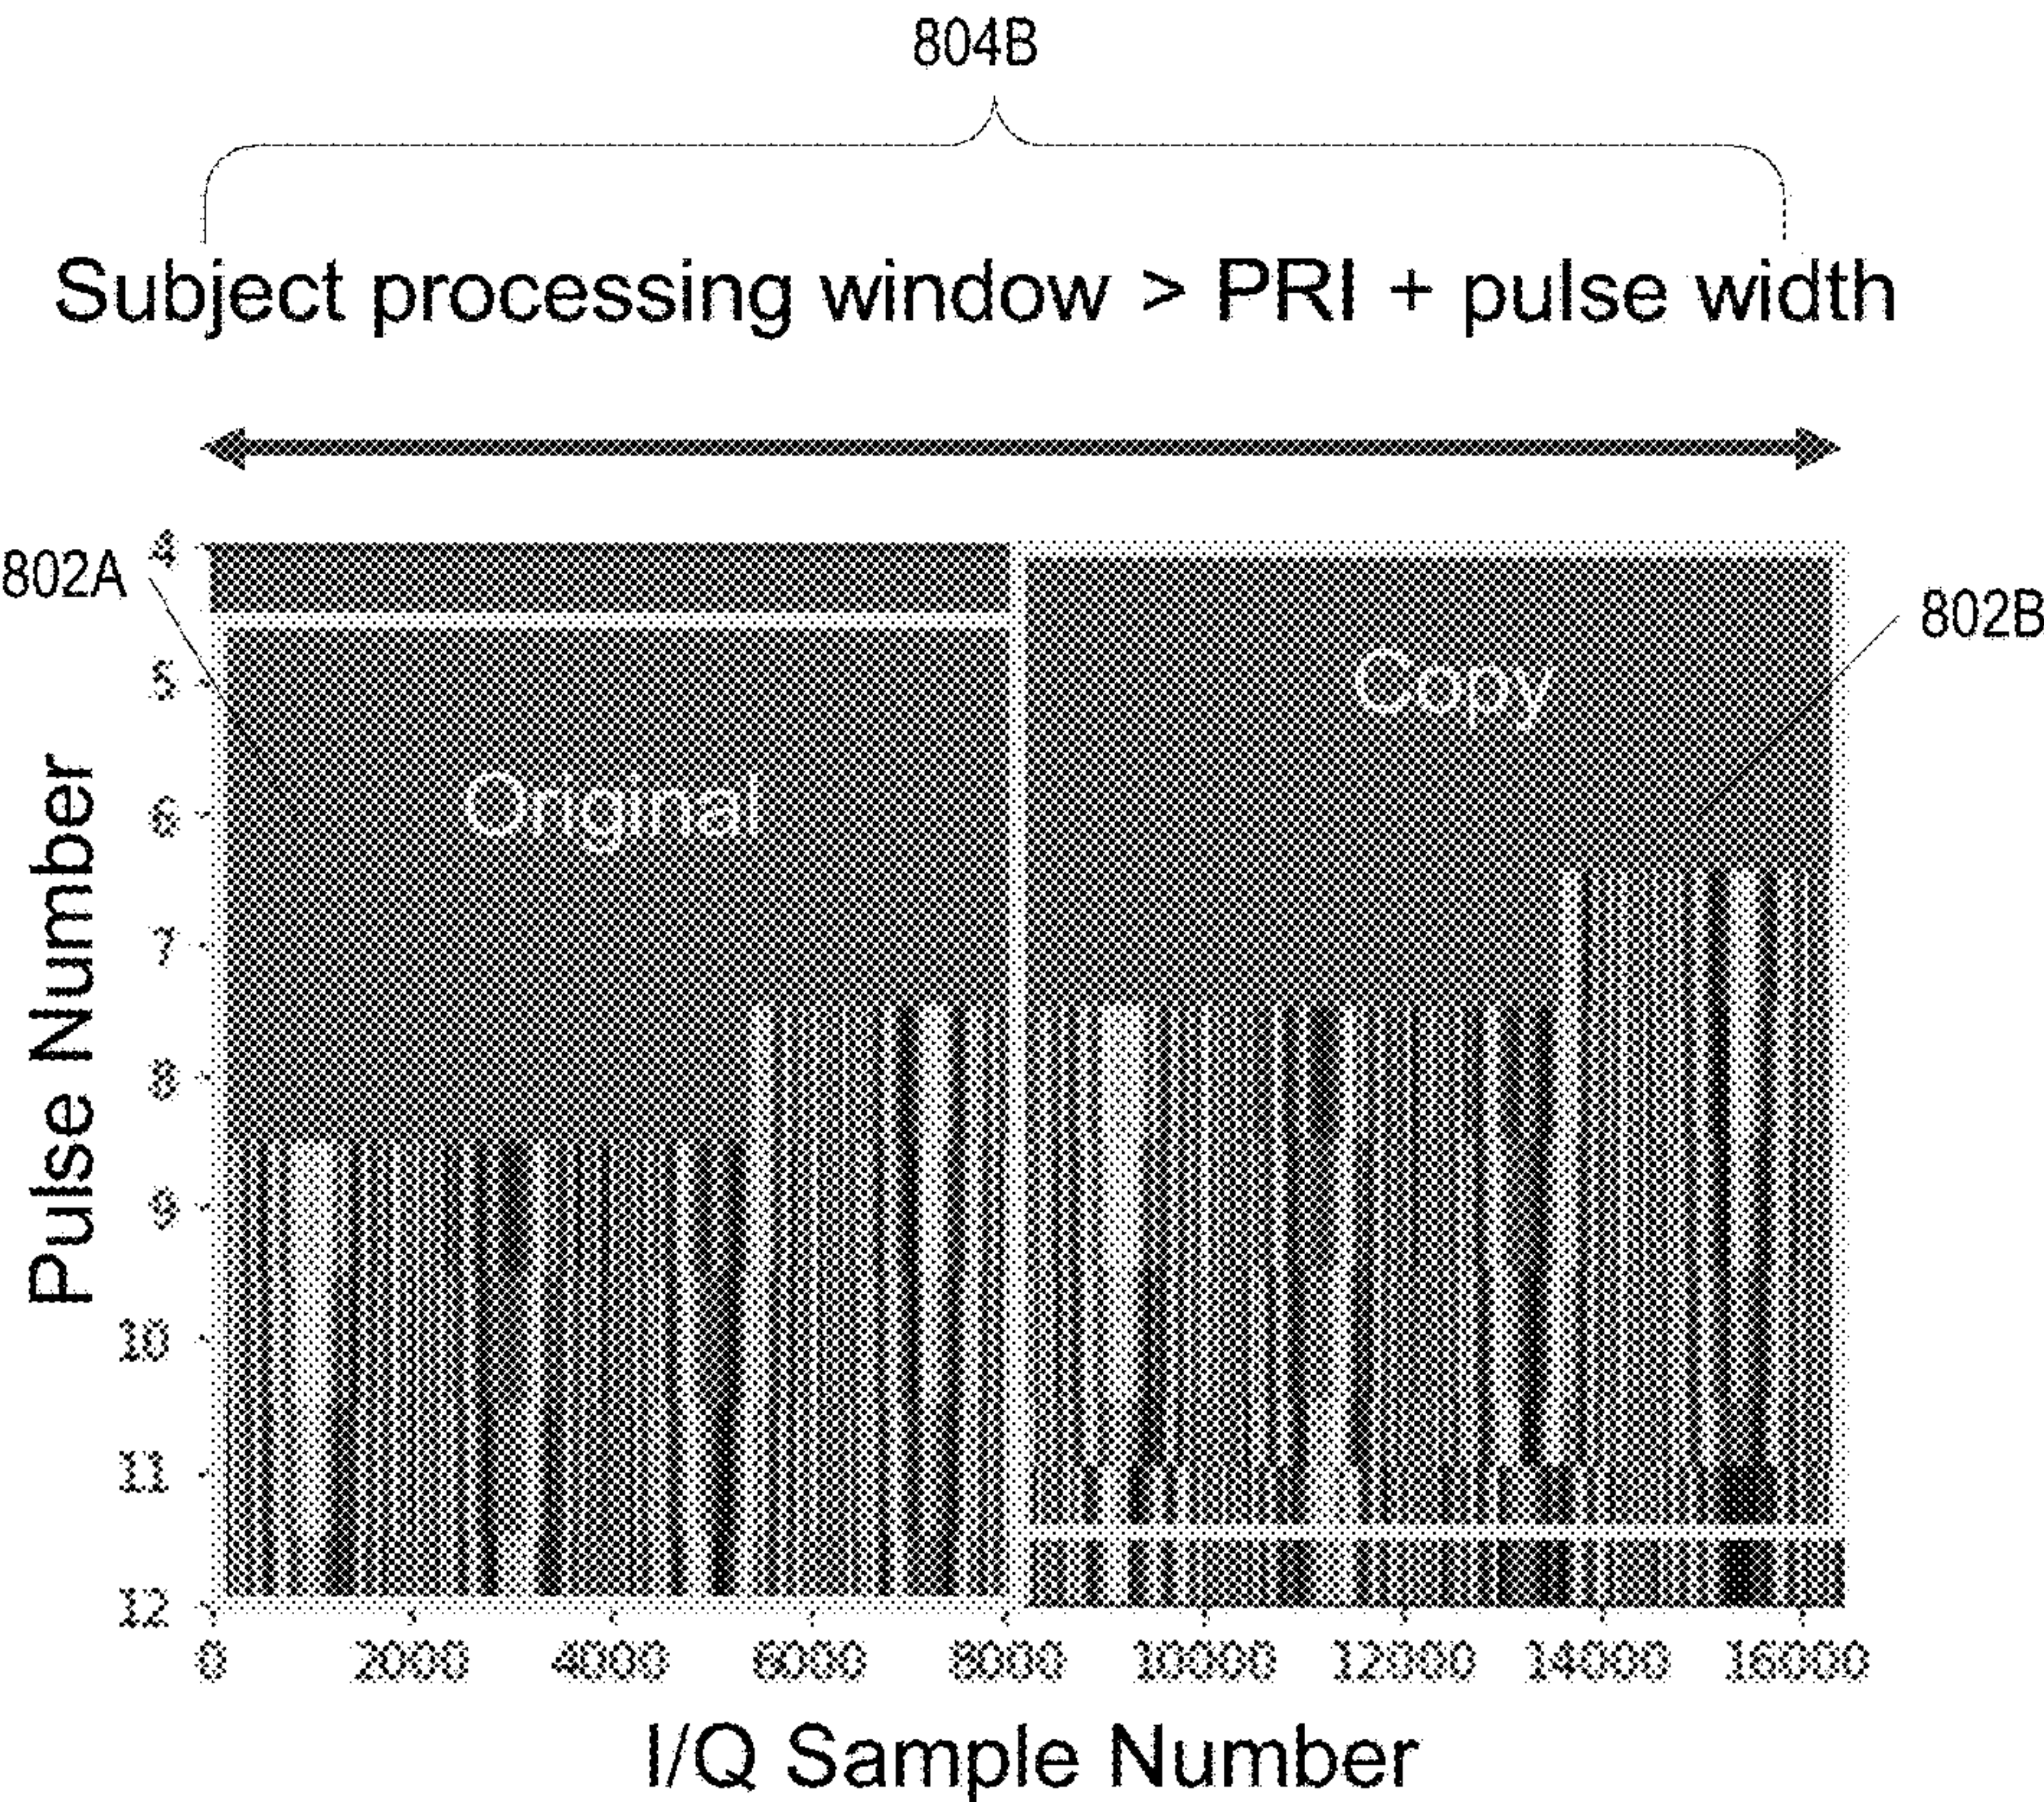 804B
Subject processing window > PRI + pulse width
802A
802B
Copy
Original
Pulse Number
4
5
6
7
8
9
10
11
12
0 2000 4000 6000 8000 10000 12000 14000 16000
I/Q Sample Number